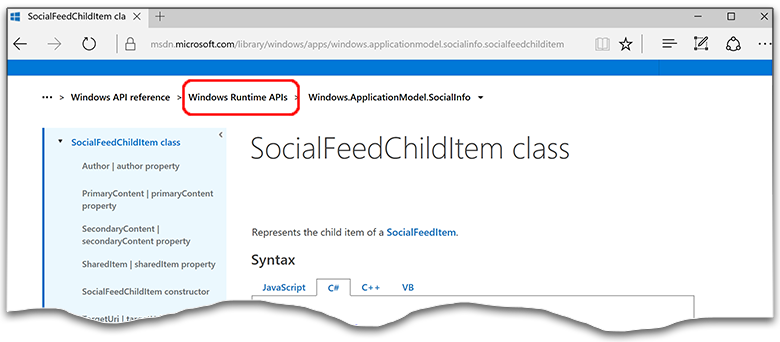 SocialFeedChildItem class
msdn.microsoft.com/library/windows/apps/windows.applicationmodel.socialinfo.socialfeedchilditem
... > Windows API reference > Windows Runtime APIs > Windows.ApplicationModel.SocialInfo
SocialFeedChildItem class
Author | author property
PrimaryContent | primaryContent
property
SecondaryContent |
secondaryContent property
SharedItem | sharedItem property
SocialFeedChildItem constructor
TargetUri |
SocialFeedChildItem class
Represents the child item of a SocialFeedItem.
Syntax
JavaScript C# C++ VB